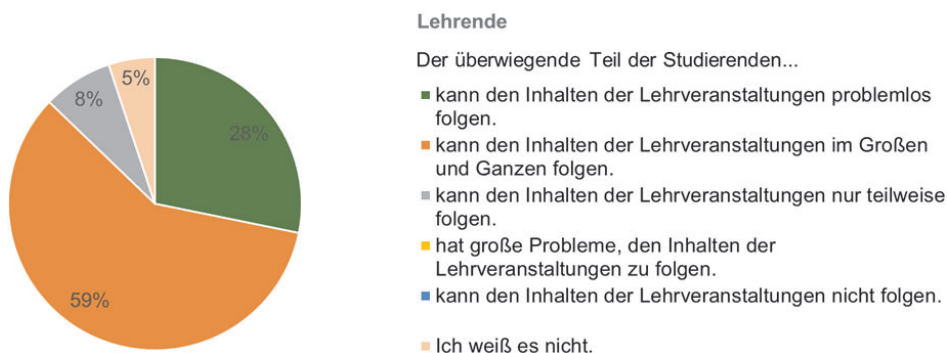 Lehrende
Der überwiegende Teil der Studierenden...
kann den Inhalten der Lehrveranstaltungen problemlos
folgen.
kann den Inhalten der Lehrveranstaltungen im Großen
und Ganzen folgen.
kann den Inhalten der Lehrveranstaltungen nur teilweise
folgen.
hat große Probleme, den Inhalten der
Lehrveranstaltungen zu folgen.
kann den Inhalten der Lehrveranstaltungen nicht folgen.
Ich weiß es nicht.
5%
8%
28%
59%